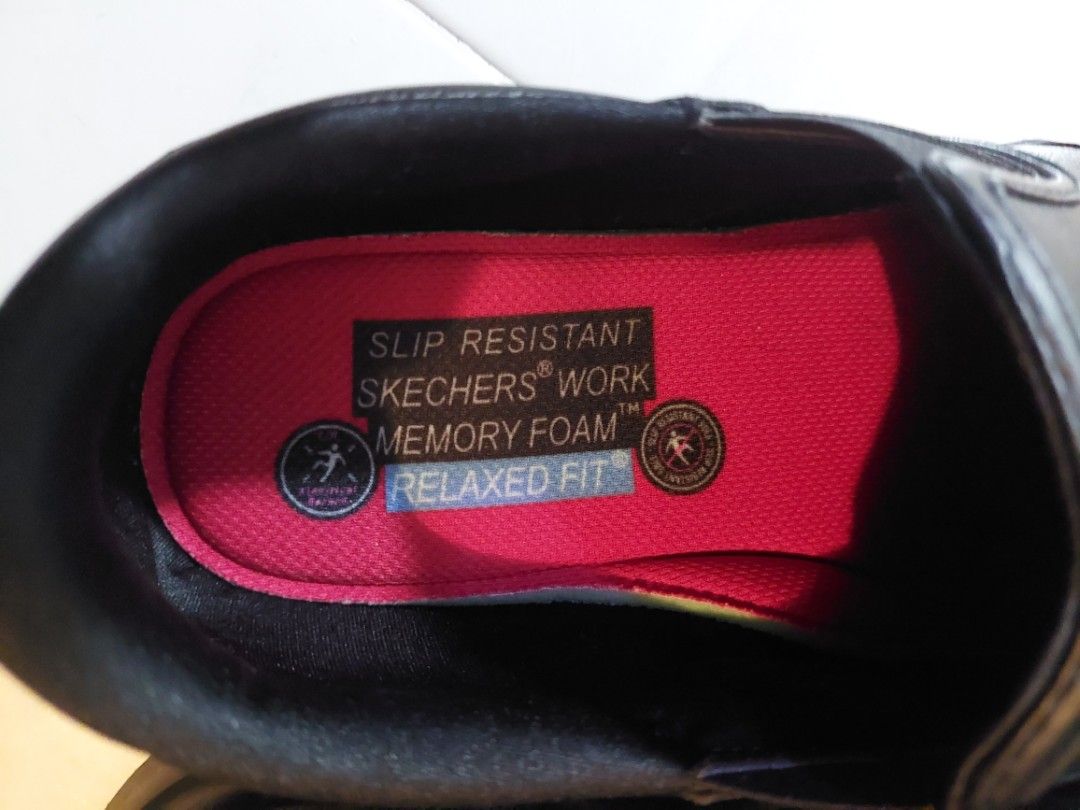 SLIP RESISTANT
SKECHERS® WORK
MEMORY FOAM™
RELAXED FIT®